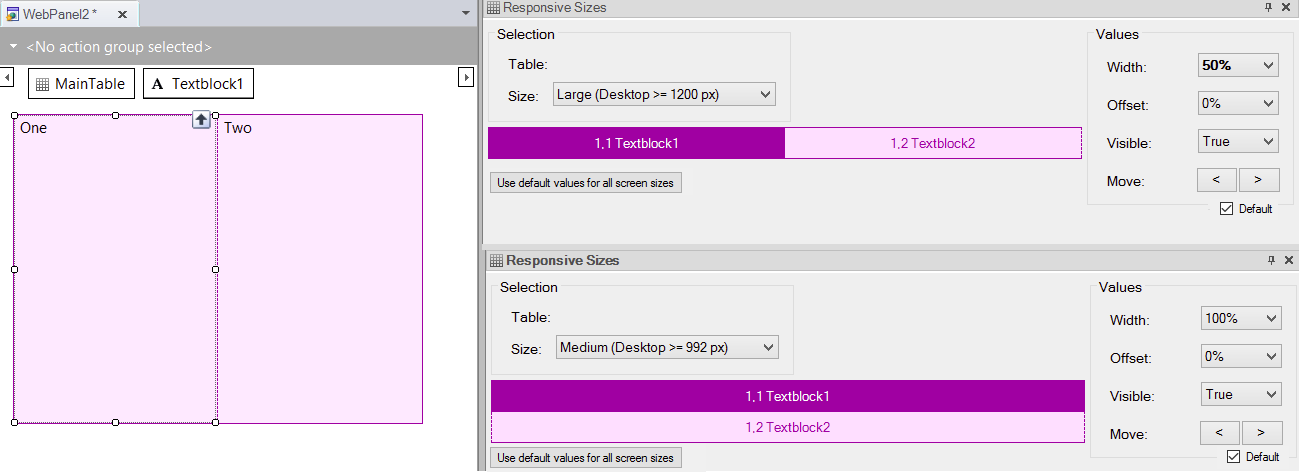 WebPanel2 *
<No action group selected>
MainTable
A Textblock1
One
Two
Responsive Sizes
Selection
Table:
Size: Large (Desktop >= 1200 px)
1,1 Textblock1 1,2 Textblock2
Use default values for all screen sizes
Values
Width: 50%
Offset: 0%
Visible: True
Move: < >
Default
Responsive Sizes
Selection
Table:
Size: Medium (Desktop >= 992 px)
1,1 Textblock1
1,2 Textblock2
Use default values for all screen sizes
Values
Width: 100%
Offset: 0%
Visible: True
Move: < >
Default